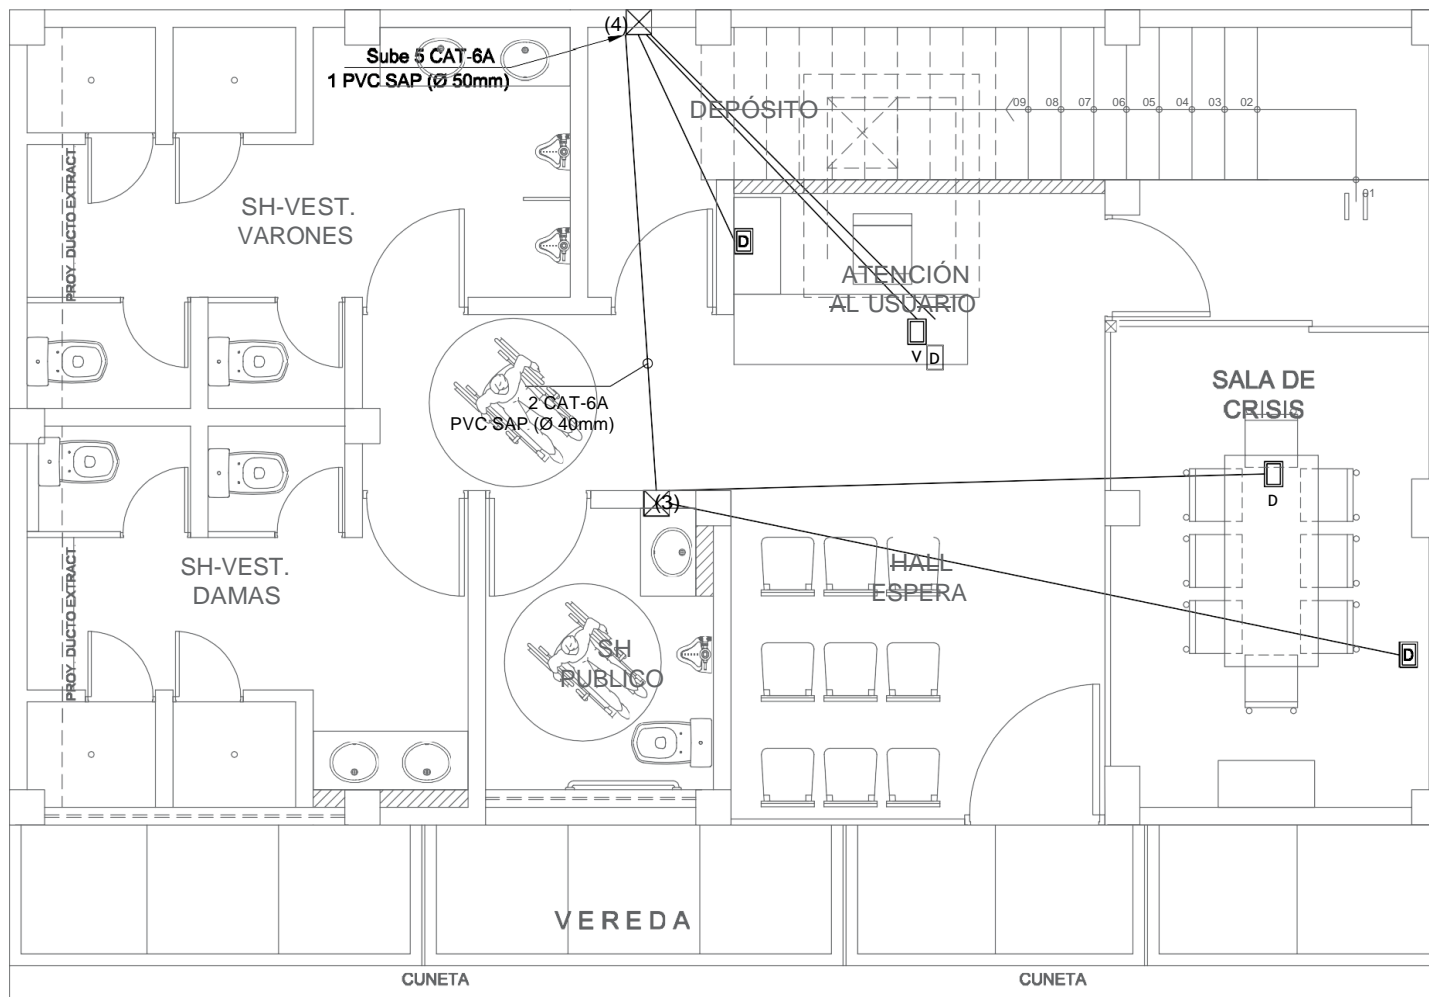 (4)
Sube 5 CAT-6A
1 PVC SAP (Ø 50mm)
DEPÓSITO
09 08 07 06 05 04 03 02
01
PROY. DUCTO EXTRACT
SH-VEST.
VARONES
D
ATENCIÓN
AL USUARIO
V D
SALA DE
CRISIS
2 CAT-6A
PVC SAP (Ø 40mm)
(3)
D
PROY. DUCTO EXTRACT
SH-VEST.
DAMAS
HALL
ESPERA
SH
PUBLICO
D
VEREDA
CUNETA CUNETA